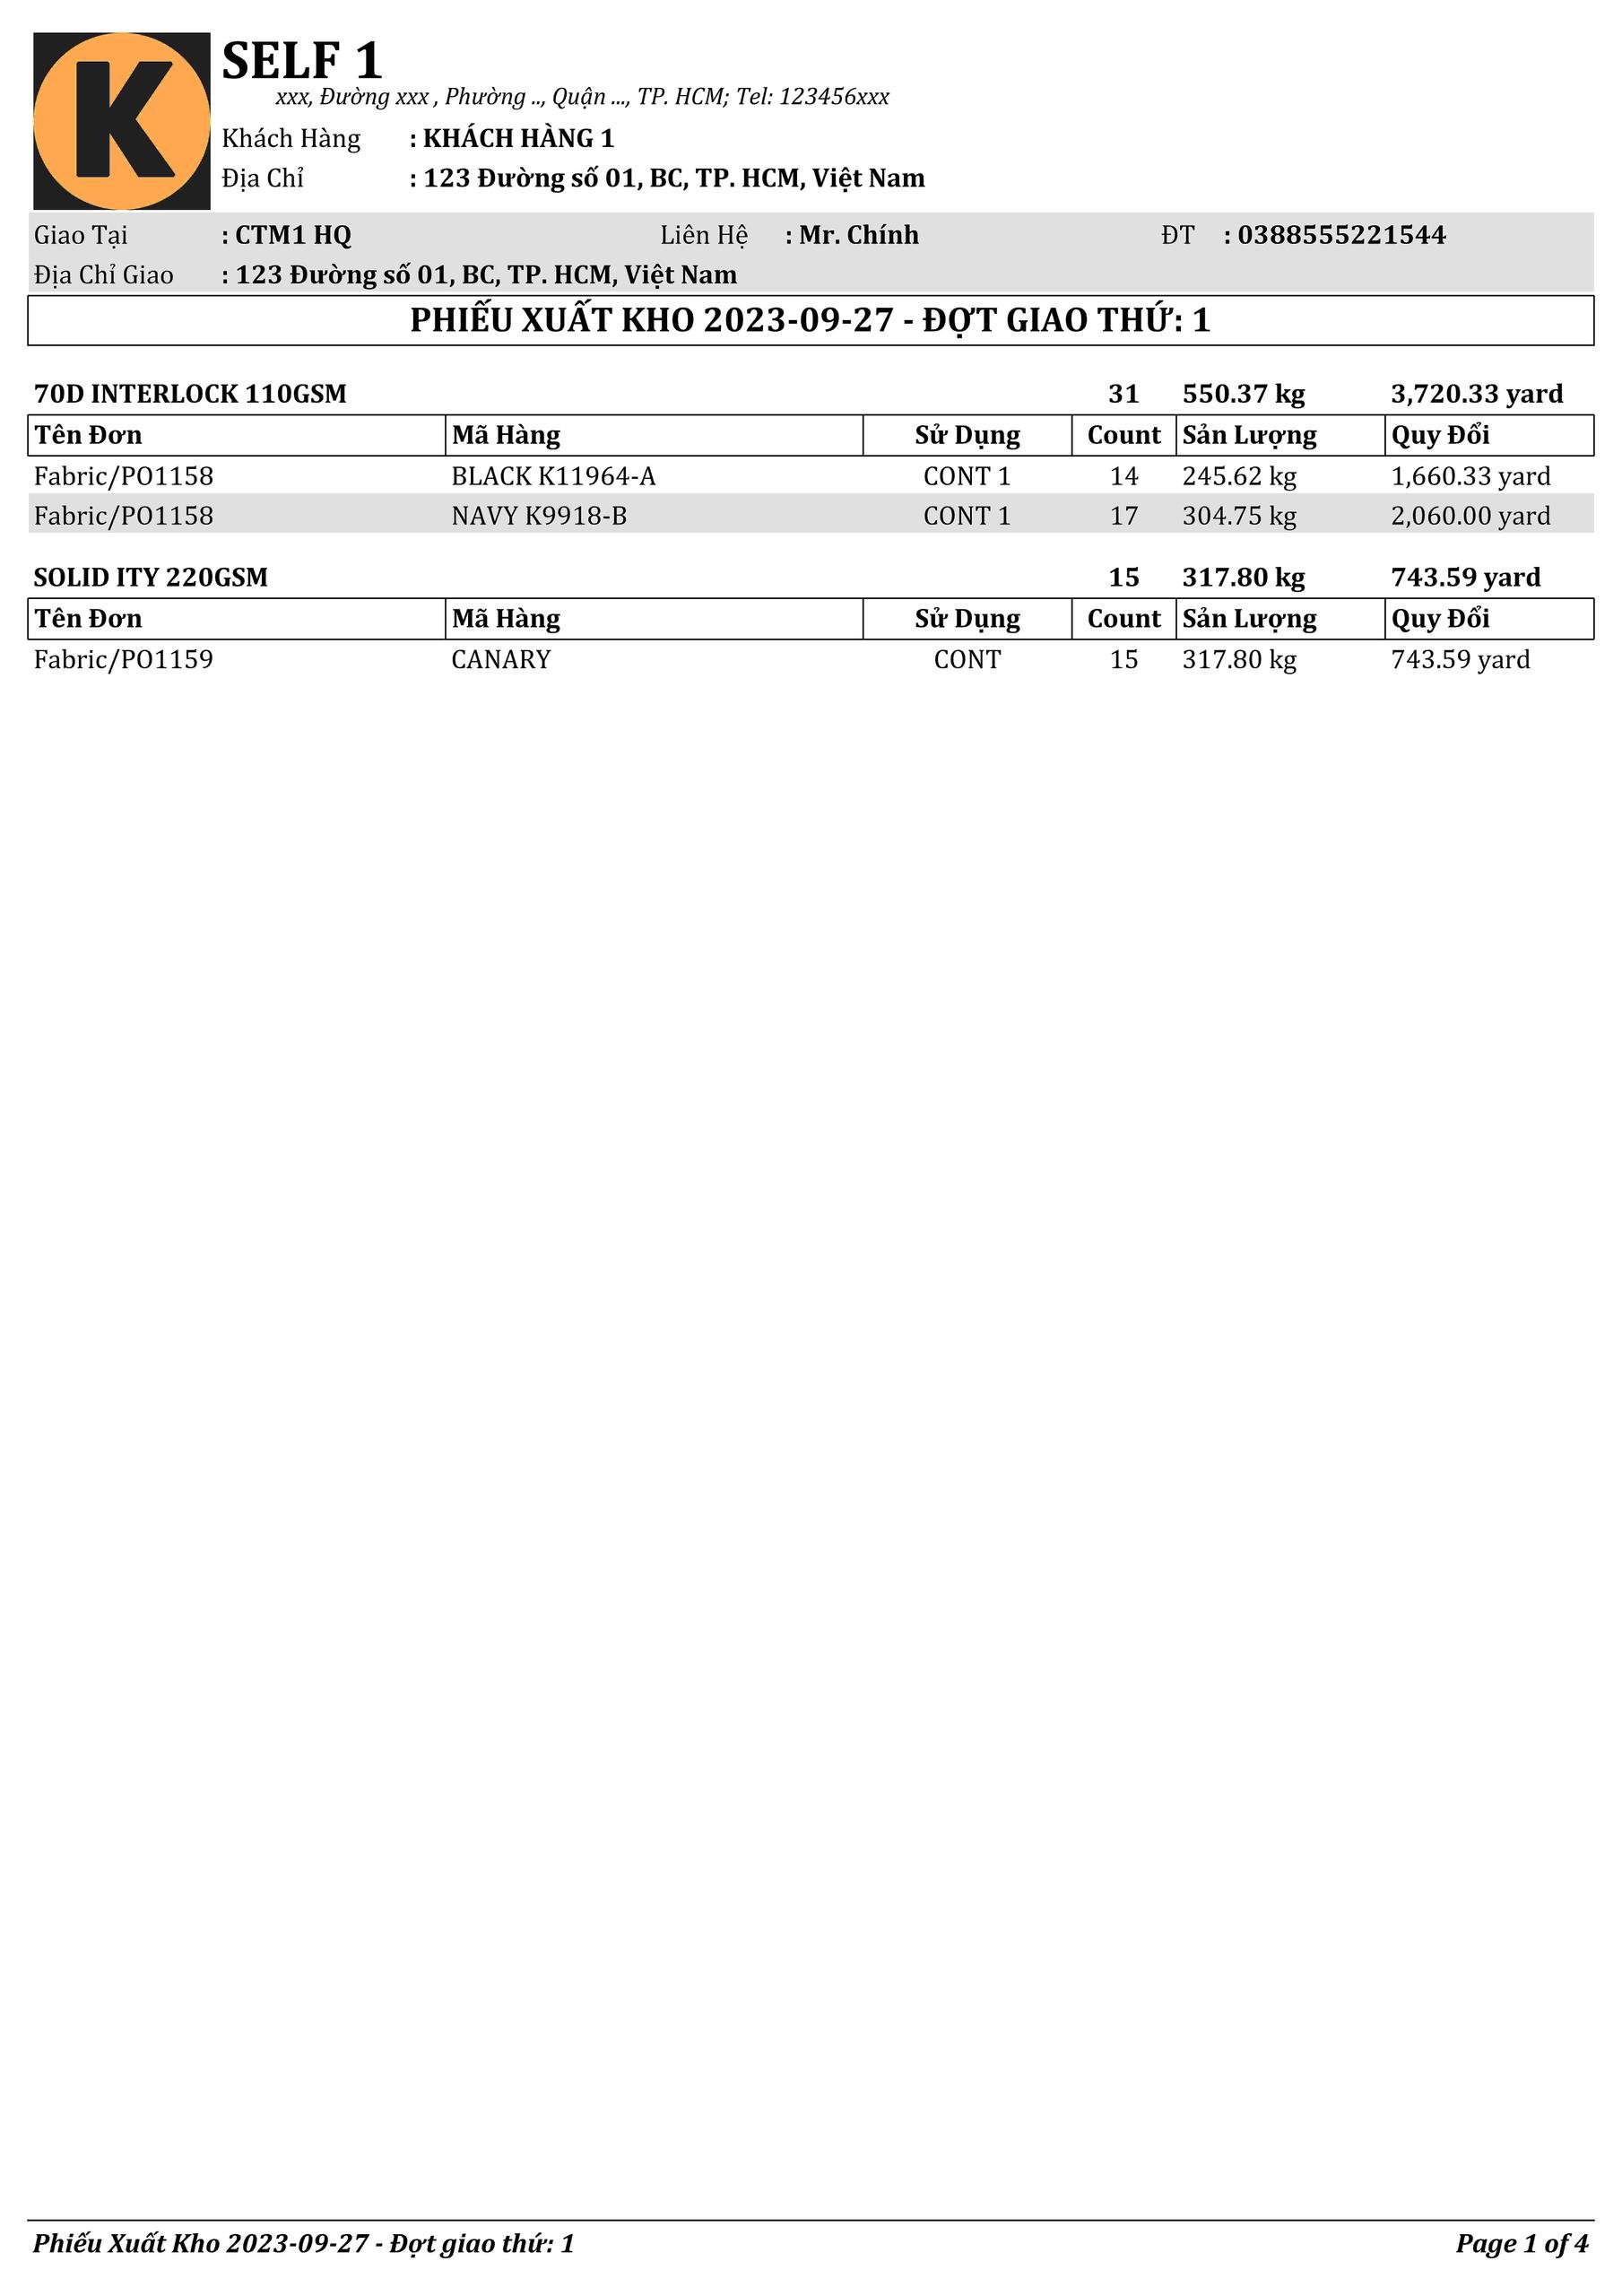 K
SELF 1
xxx, Đường xxx , Phường .., Quận ..., TP. HCM; Tel: 123456xxx
Khách Hàng : KHÁCH HÀNG 1
Địa Chỉ : 123 Đường số 01, BC, TP. HCM, Việt Nam
Giao Tại : CTM1 HQ Liên Hệ : Mr. Chính ĐT : 0388555221544
Địa Chỉ Giao : 123 Đường số 01, BC, TP. HCM, Việt Nam
PHIẾU XUẤT KHO 2023-09-27 - ĐỢT GIAO THỨ: 1
70D INTERLOCK 110GSM 31 550.37 kg 3,720.33 yard
Tên Đơn Mã Hàng Sử Dụng Count Sản Lượng Quy Đổi
Fabric/PO1158 BLACK K11964-A CONT 1 14 245.62 kg 1,660.33 yard
Fabric/PO1158 NAVY K9918-B CONT 1 17 304.75 kg 2,060.00 yard
SOLID ITY 220GSM 15 317.80 kg 743.59 yard
Tên Đơn Mã Hàng Sử Dụng Count Sản Lượng Quy Đổi
Fabric/PO1159 CANARY CONT 15 317.80 kg 743.59 yard
Phiếu Xuất Kho 2023-09-27 - Đợt giao thứ: 1 Page 1 of 4